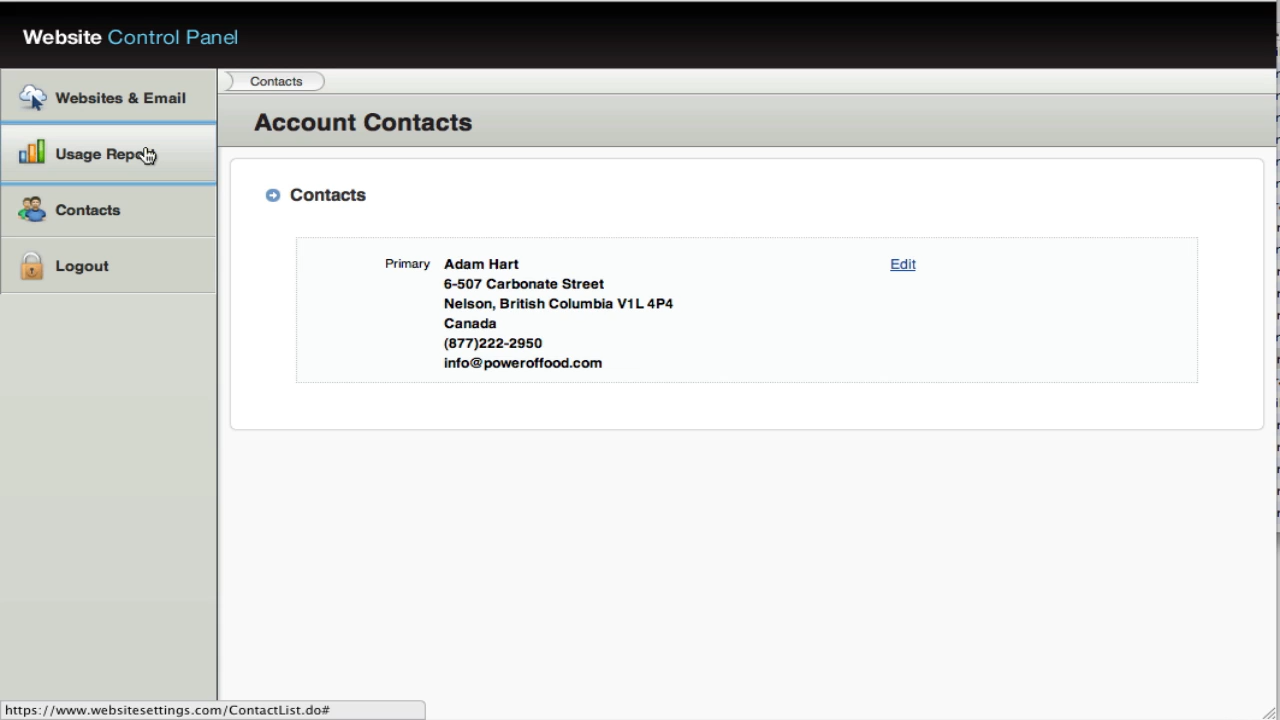 Website Control Panel
Websites & Email
Usage Repo
Contacts
Logout
Contacts
Account Contacts
Contacts
Primary
Adam Hart
Edit
6-507 Carbonate Street
Nelson, British Columbia V1L 4P4
Canada
(877)222-2950
info@poweroffood.com
https://www.websitesettings.com/ContactList.do#